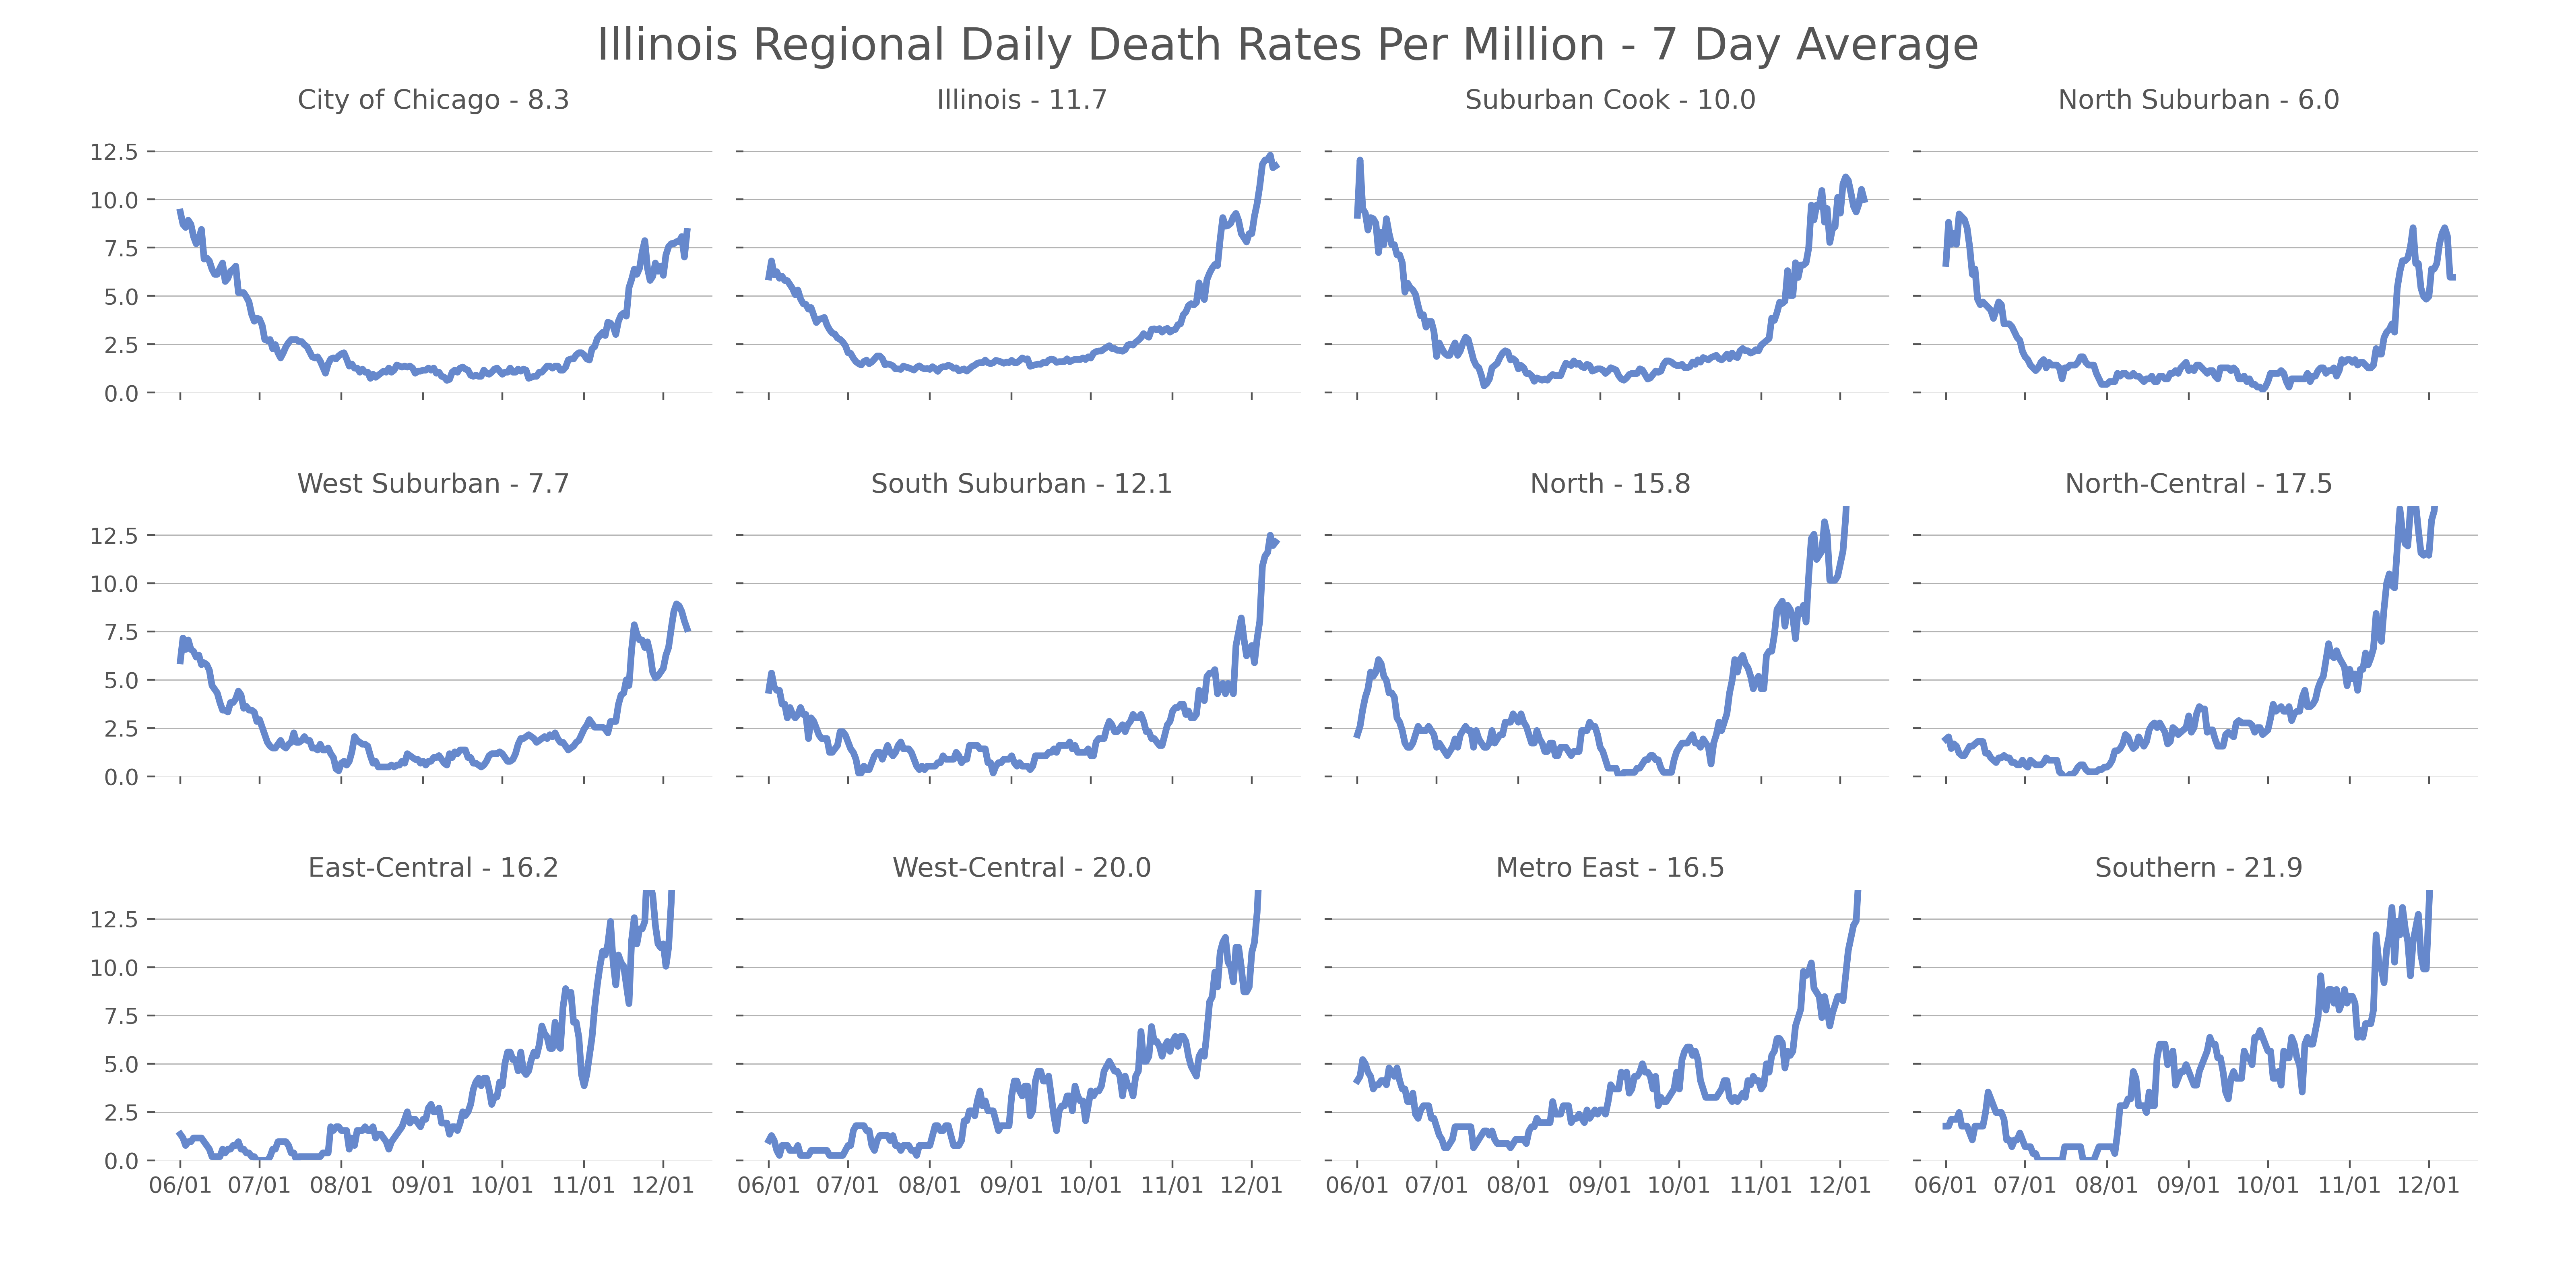 Illinois Regional Daily Death Rates Per Million - 7 Day Average
City of Chicago - 8.3
Illinois - 11.7
Suburban Cook - 10.0
North Suburban - 6.0
12.5
10.0
7.5
5.0
2.5
0.0
West Suburban - 7.7
South Suburban - 12.1
North - 15.8
North-Central - 17.5
12.5
10.0
7.5
5.0
2.5
0.0
East-Central - 16.2
West-Central - 20.0
Metro East - 16.5
Southern - 21.9
12.5
10.0
7.5
5.0
2.5
0.0
06/01 07/01 08/01 09/01 10/01 11/01 12/01
06/01 07/01 08/01 09/01 10/01 11/01 12/01
06/01 07/01 08/01 09/01 10/01 11/01 12/01
06/01 07/01 08/01 09/01 10/01 11/01 12/01